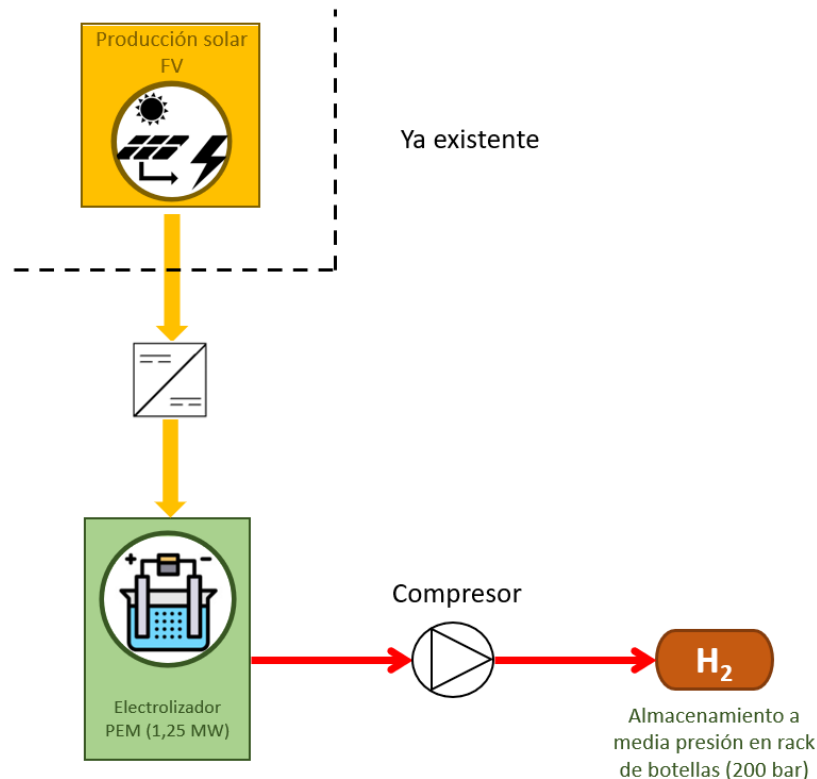 Producción solar
FV
Ya existente
Compresor
H₂
Electrolizador
PEM (1,25 MW)
Almacenamiento a
media presión en rack
de botellas (200 bar)